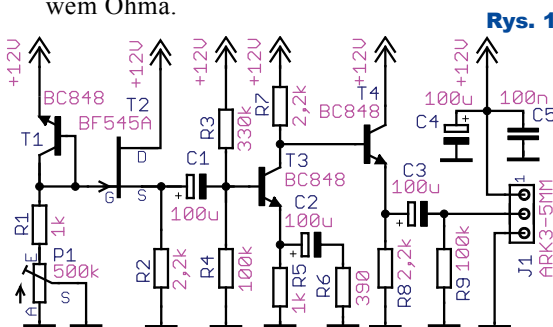 wem Ohma.
Rys. 1
+12V
+12V
+12V
+12V
+12V
+12V
BC848
T1
T2
BF545A
D
G
S
R3
330k
C1
100u
R7
2,2k
T3
BC848
T4
BC848
100u
C4
+
100n
C5
C2
100u
+
C3
100u
+
R1
1k
P1
500k
E
A
S
R2
2,2k
+
R4
100k
R5
1k
R6
390
R8
2,2k
R9
100k
1
J1
ARK3-5MM